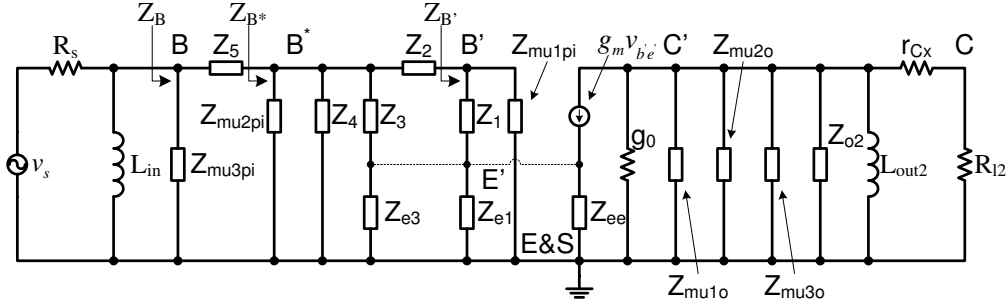 Z_B Z_B* Z_B'
R_s B Z_5 B* Z_2 B' Z_mu1pi g_m v_b'e' C' Z_mu2o r_Cx C
Z_mu2pi Z_4 Z_3 Z_1 g_0 Z_o2
v_s L_in Z_mu3pi E' L_out2 R_l2
Z_e3 Z_e1 Z_ee
E&S
Z_mu1o Z_mu3o